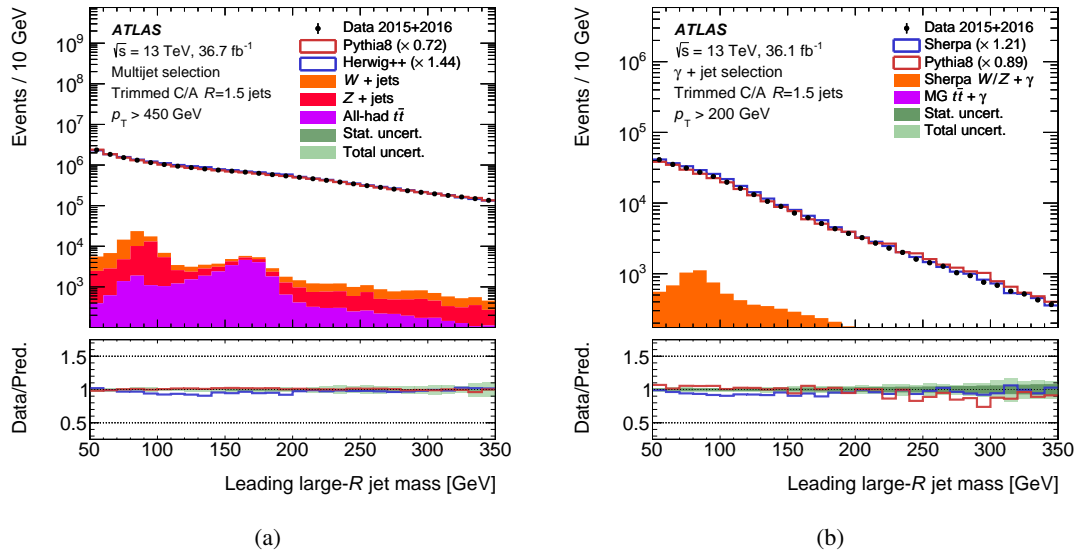 ATLAS
√s = 13 TeV, 36.7 fb⁻¹
Multijet selection
Trimmed C/A R=1.5 jets
p_T > 450 GeV
Data 2015+2016
Pythia8 (× 0.72)
Herwig++ (× 1.44)
W + jets
Z + jets
All-had tt̄
Stat. uncert.
Total uncert.
Events / 10 GeV
10⁹
10⁸
10⁷
10⁶
10⁵
10⁴
10³
Data/Pred.
1.5
1
0.5
50 100 150 200 250 300 350
Leading large-R jet mass [GeV]
(a)
ATLAS
√s = 13 TeV, 36.1 fb⁻¹
γ + jet selection
Trimmed C/A R=1.5 jets
p_T > 200 GeV
Data 2015+2016
Sherpa (× 1.21)
Pythia8 (× 0.89)
Sherpa W/Z + γ
MG tt̄ + γ
Stat. uncert.
Total uncert.
Events / 10 GeV
10⁶
10⁵
10⁴
10³
Data/Pred.
1.5
1
0.5
50 100 150 200 250 300 350
Leading large-R jet mass [GeV]
(b)